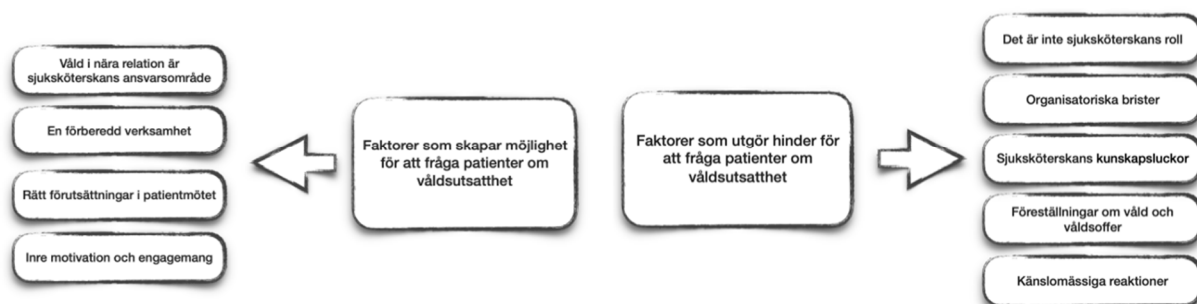 Våld i nära relation är
sjuksköterskans ansvarsområde
En förberedd verksamhet
Rätt förutsättningar i patientmötet
Inre motivation och engagemang
Faktorer som skapar möjlighet
för att fråga patienter om
våldsutsatthet
Faktorer som utgör hinder för
att fråga patienter om
våldsutsatthet
Det är inte sjuksköterskans roll
Organisatoriska brister
Sjuksköterskans kunskapsluckor
Föreställningar om våld och
våldsoffer
Känslomässiga reaktioner